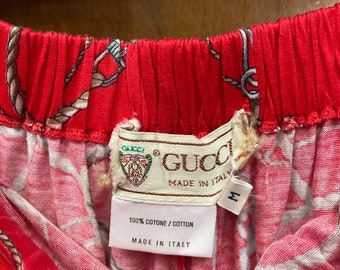 GUCCI
GUCCI
MADE IN ITALY
M
100% COTONE / COTTON
MADE IN ITALY